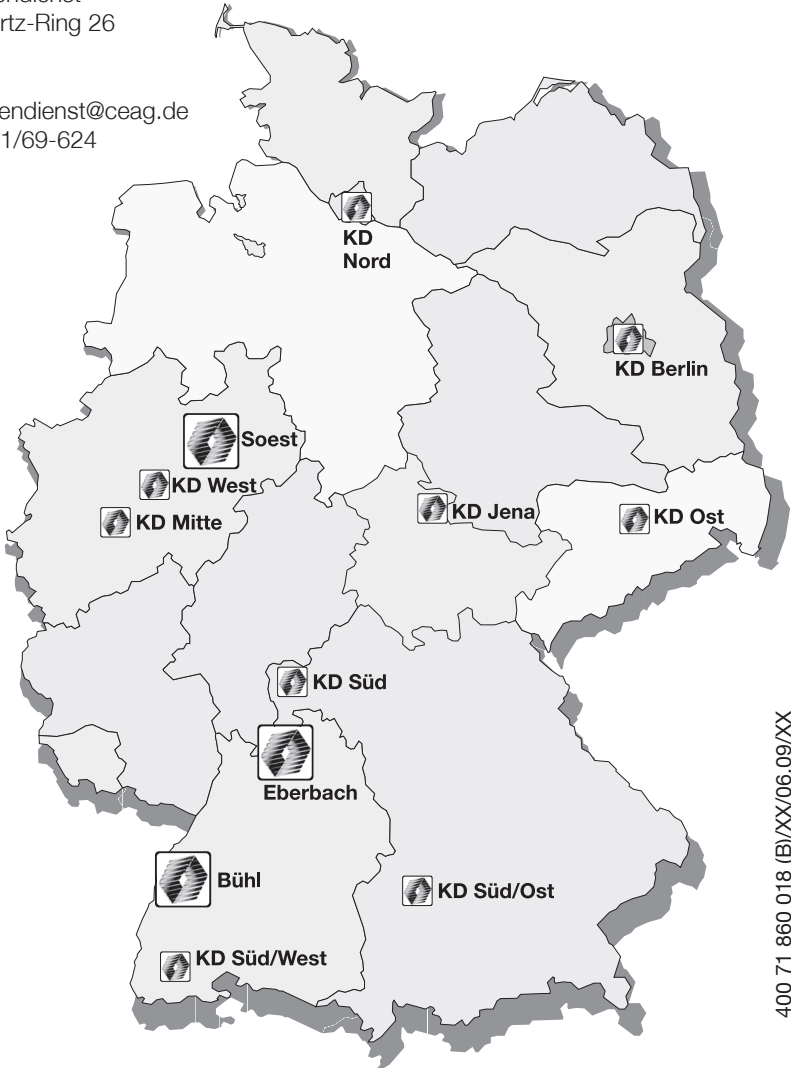 endienst
rtz-Ring 26
endienst@ceag.de
1/69-624
KD
Nord
KD Berlin
Soest
KD West
KD Mitte
KD Jena
KD Ost
KD Süd
Eberbach
Bühl
KD Süd/Ost
KD Süd/West
400 71 860 018 (B)/XX/06.09/XX